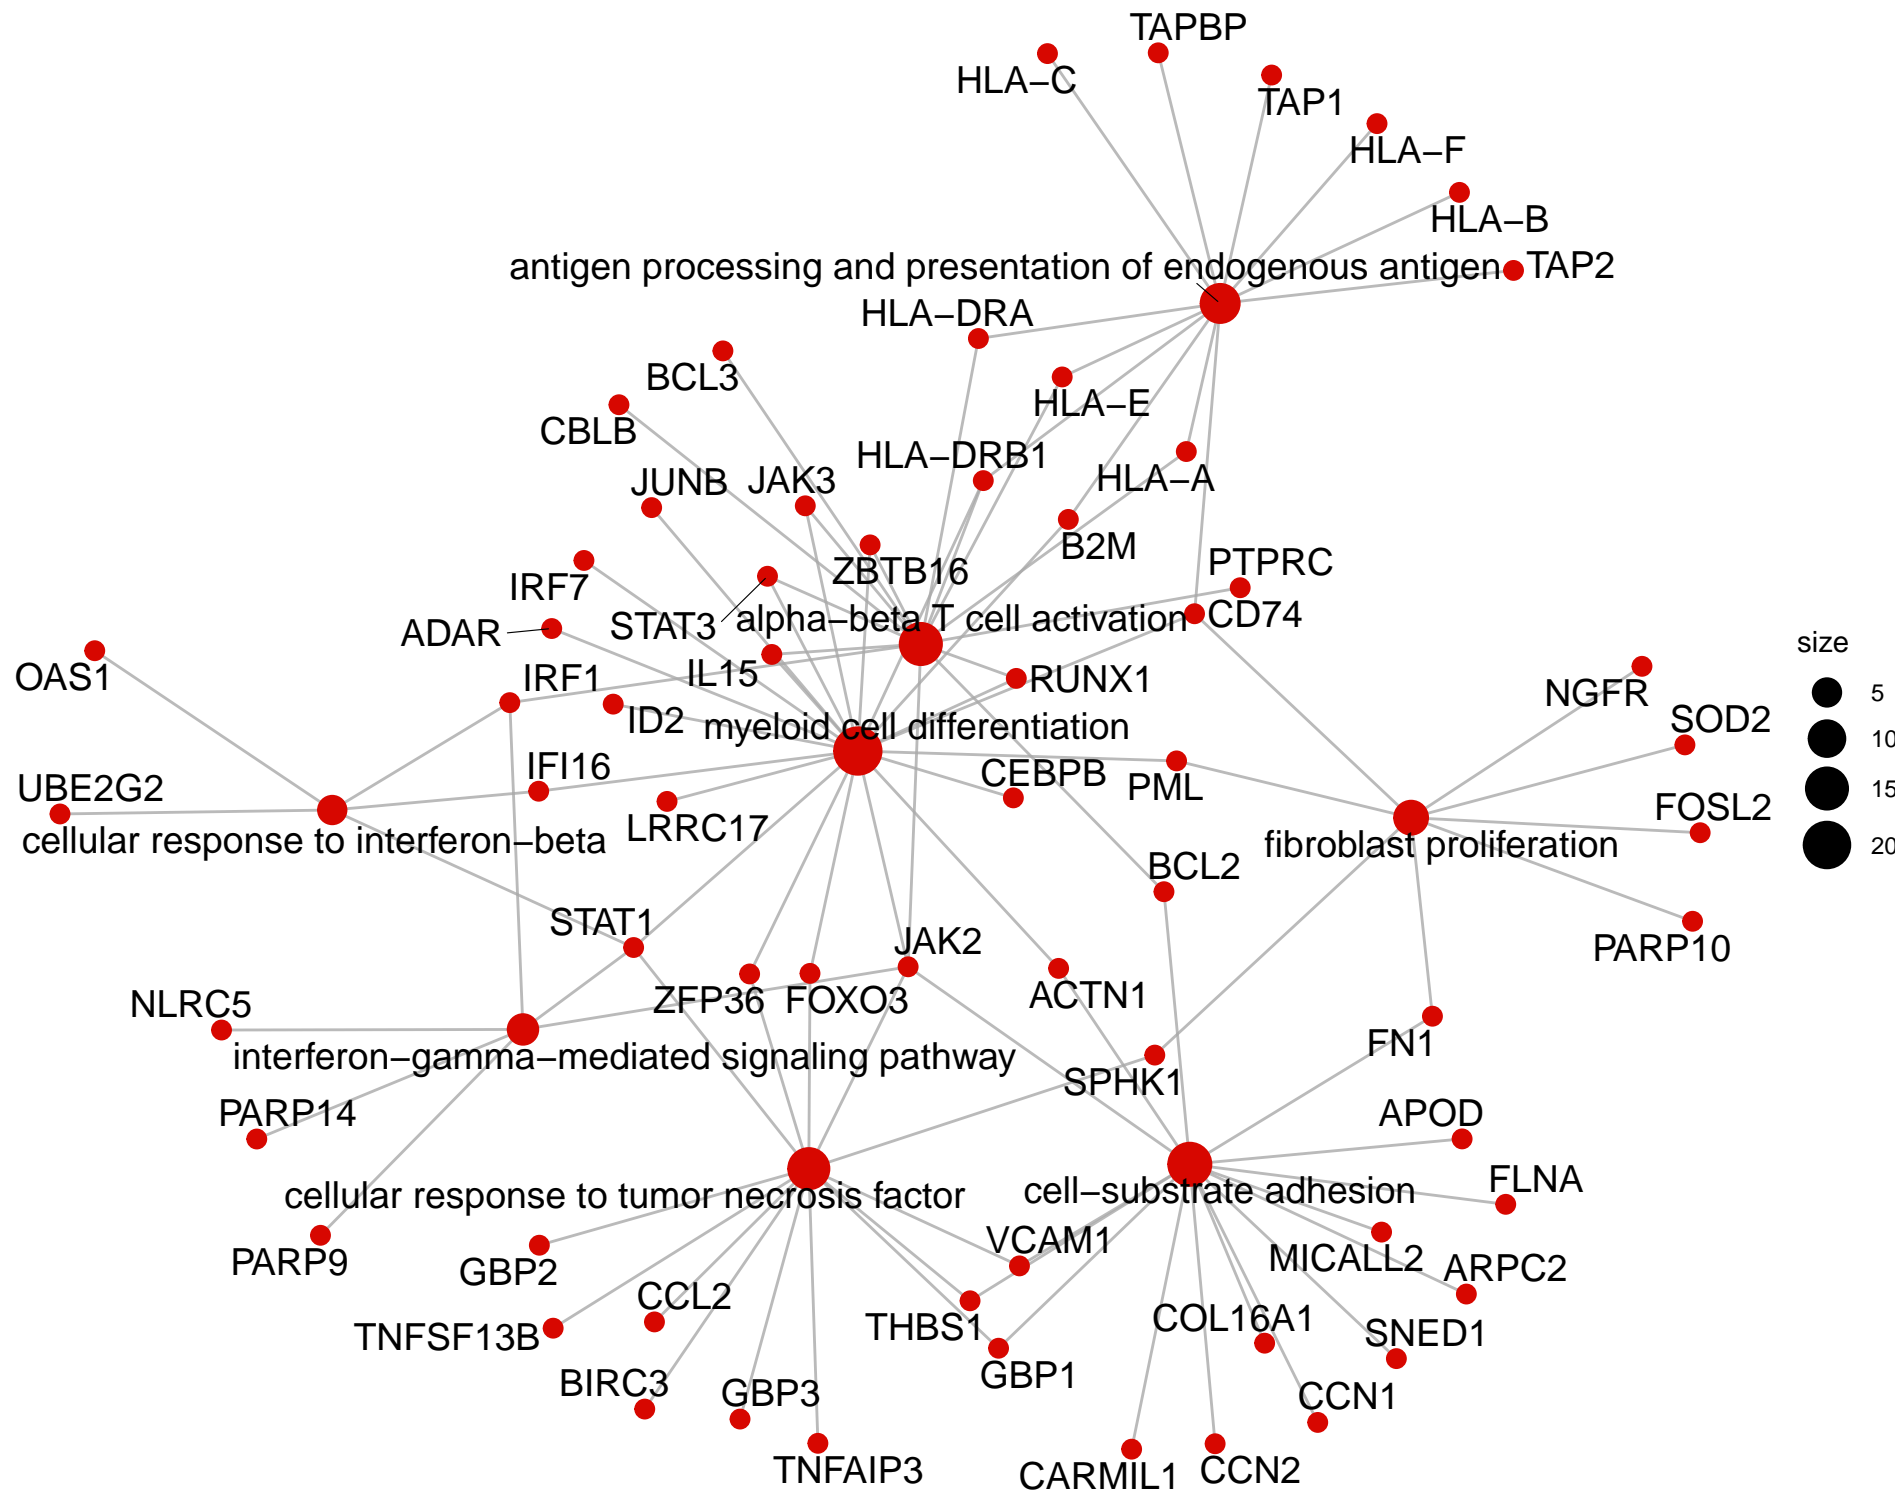 TAPBP
HLA−C
TAP1
HLA−F
HLA−B
antigen processing and presentation of endogenous antigen
TAP2
HLA−DRA
BCL3
HLA−E
CBLB
HLA−DRB1
HLA−A
JUNB
JAK3
B2M
PTPRC
ZBTB16
IRF7
STAT3
alpha−beta T cell activation
CD74
ADAR
size
OAS1
IRF1
IL15
RUNX1
NGFR
5
ID2
myeloid cell differentiation
SOD2
10
UBE2G2
IFI16
CEBPB
PML
15
LRRC17
FOSL2
cellular response to interferon−beta
fibroblast proliferation
20
BCL2
STAT1
JAK2
PARP10
NLRC5
ZFP36
FOXO3
ACTN1
FN1
interferon−gamma−mediated signaling pathway
SPHK1
PARP14
APOD
cellular response to tumor necrosis factor
cell−substrate adhesion
FLNA
PARP9
GBP2
VCAM1
MICALL2
ARPC2
CCL2
TNFSF13B
THBS1
COL16A1
SNED1
BIRC3
GBP3
GBP1
CCN1
TNFAIP3
CARMIL1
CCN2